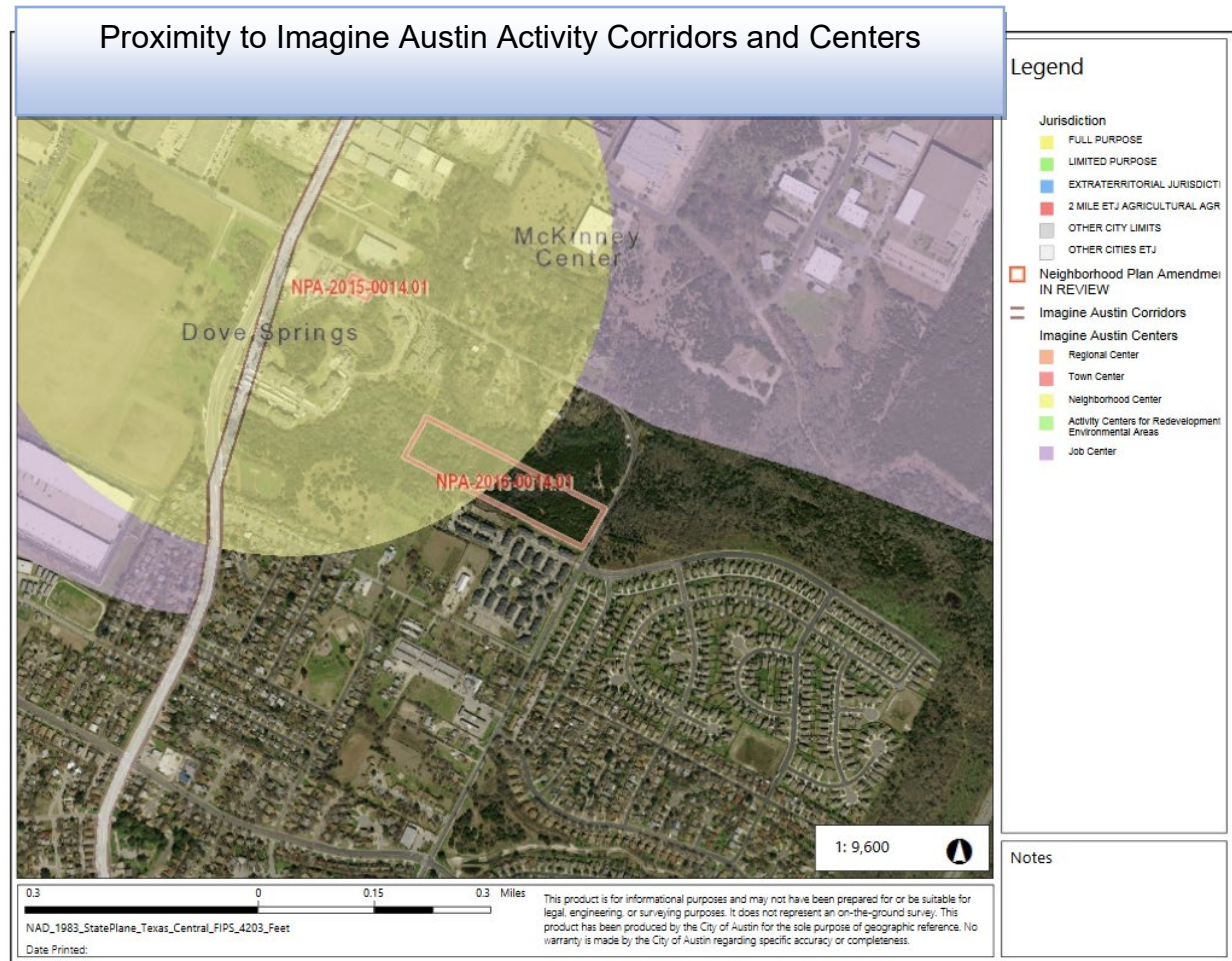 Proximity to Imagine Austin Activity Corridors and Centers
McKinney
Center
NPA-2015-0014.01
Dove Springs
NPA-2016-0014.01
1: 9,600
Legend
Jurisdiction
FULL PURPOSE
LIMITED PURPOSE
EXTRATERRITORIAL JURISDICTI
2 MILE ETJ AGRICULTURAL AGR
OTHER CITY LIMITS
OTHER CITIES ETJ
Neighborhood Plan Amendme
IN REVIEW
Imagine Austin Corridors
Imagine Austin Centers
Regional Center
Town Center
Neighborhood Center
Activity Centers for Redevelopment
Environmental Areas
Job Center
Notes
0.3 0 0.15 0.3 Miles
NAD_1983_StatePlane_Texas_Central_FIPS_4203_Feet
Date Printed:
This product is for informational purposes and may not have been prepared for or be suitable for
legal, engineering, or surveying purposes. It does not represent an on-the-ground survey. This
product has been produced by the City of Austin for the sole purpose of geographic reference. No
warranty is made by the City of Austin regarding specific accuracy or completeness.